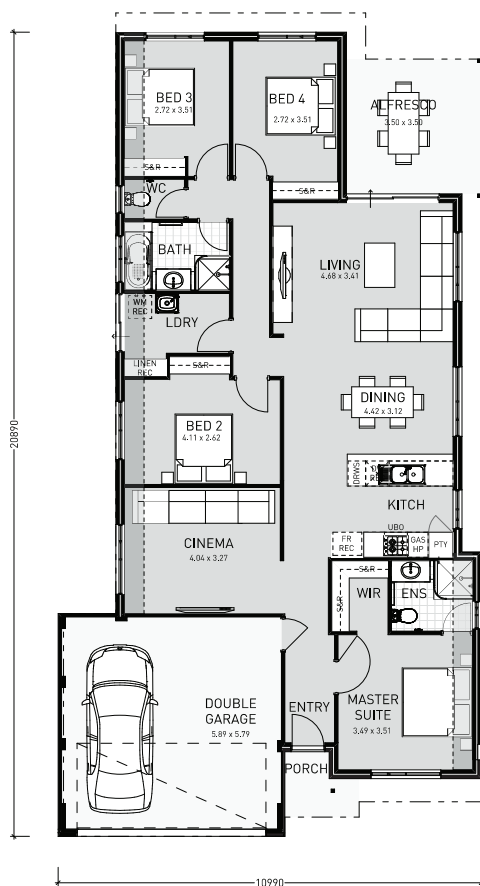 BED 3
2.72 x 3.51
BED 4
2.72 x 3.51
ALFRESCO
3.50 x 3.50
S&R
WC
S&R
BATH
LIVING
4.68 x 3.41
WM
REC
LDRY
LINEN
REC
S&R
DINING
4.42 x 3.12
BED 2
4.11 x 2.62
20890
DRWS
KITCH
CINEMA
4.04 x 3.27
UBO
FR
REC
GAS
HP
PTY
S&R
S&R
WIR
ENS
DOUBLE
GARAGE
5.89 x 5.79
ENTRY
MASTER
SUITE
3.49 x 3.51
PORCH
10990